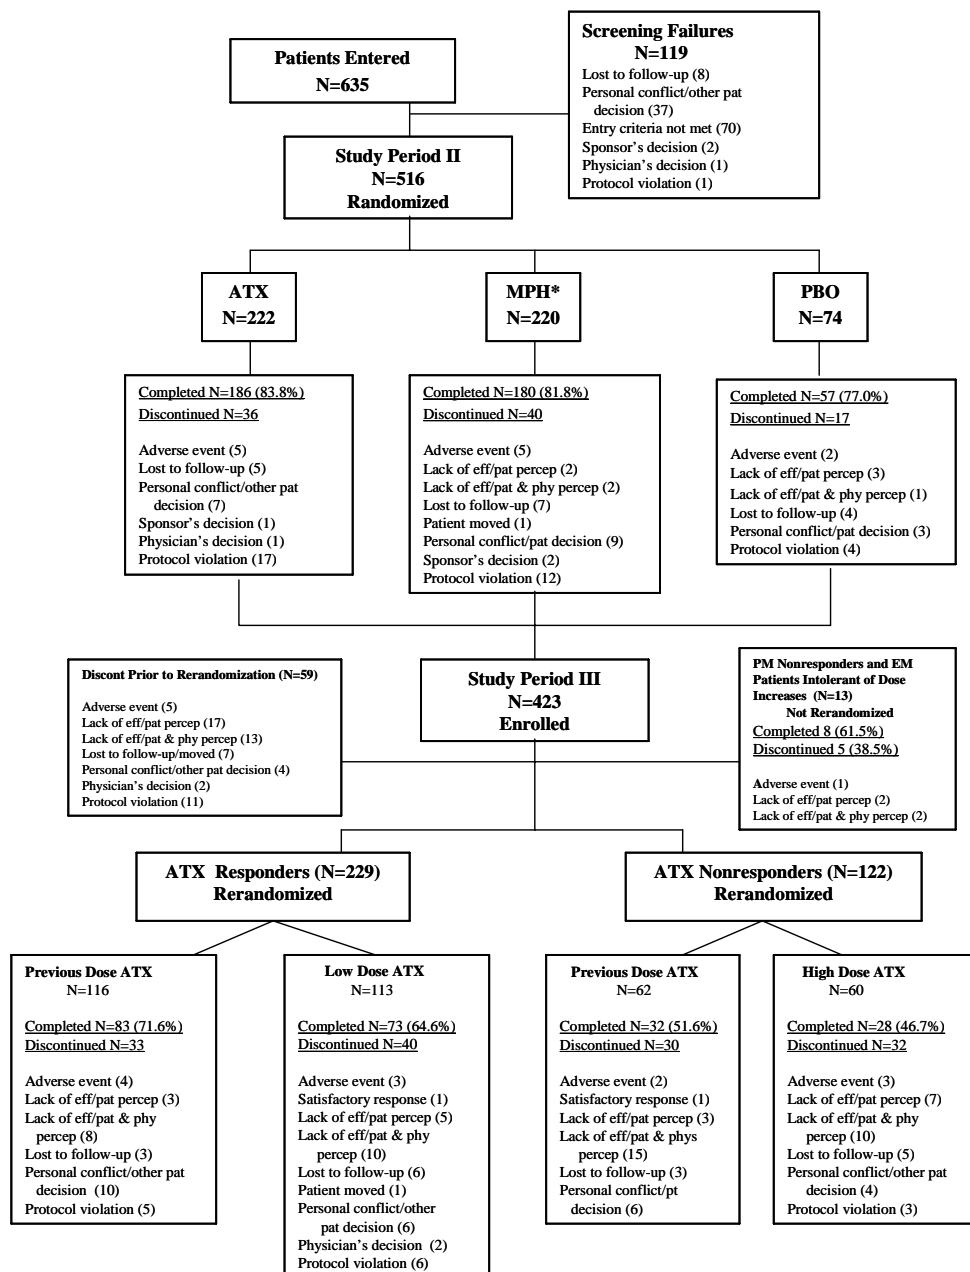 Patients Entered
N=635
Screening Failures
N=119
Lost to follow-up (8)
Personal conflict/other pat
decision (37)
Entry criteria not met (70)
Sponsor's decision (2)
Physician's decision (1)
Protocol violation (1)
Study Period II
N=516
Randomized
ATX
N=222
MPH*
N=220
PBO
N=74
Completed N=186 (83.8%)
Discontinued N=36
Adverse event (5)
Lost to follow-up (5)
Personal conflict/other pat
decision (7)
Sponsor's decision (1)
Physician's decision (1)
Protocol violation (17)
Completed N=180 (81.8%)
Discontinued N=40
Adverse event (5)
Lack of eff/pat percep (2)
Lack of eff/pat & phy percep (2)
Lost to follow-up (7)
Patient moved (1)
Personal conflict/pat decision (9)
Sponsor's decision (2)
Protocol violation (12)
Completed N=57 (77.0%)
Discontinued N=17
Adverse event (2)
Lack of eff/pat percep (3)
Lack of eff/pat & phy percep (1)
Lost to follow-up (4)
Personal conflict/pat decision (3)
Protocol violation (4)
Discont Prior to Rerandomization (N=59)
Adverse event (5)
Lack of eff/pat percep (17)
Lack of eff/pat & phy percep (13)
Lost to follow-up/moved (7)
Personal conflict/other pat decision (4)
Physician's decision (2)
Protocol violation (11)
Study Period III
N=423
Enrolled
PM Nonresponders and EM
Patients Intolerant of Dose
Increases (N=13)
Not Rerandomized
Completed 8 (61.5%)
Discontinued 5 (38.5%)
Adverse event (1)
Lack of eff/pat percep (2)
Lack of eff/pat & phy percep (2)
ATX Responders (N=229)
Rerandomized
ATX Nonresponders (N=122)
Rerandomized
Previous Dose ATX
N=116
Completed N=83 (71.6%)
Discontinued N=33
Adverse event (4)
Lack of eff/pat percep (3)
Lack of eff/pat & phy
percep (8)
Lost to follow-up (3)
Personal conflict/other pat
decision (10)
Protocol violation (5)
Low Dose ATX
N=113
Completed N=73 (64.6%)
Discontinued N=40
Adverse event (3)
Satisfactory response (1)
Lack of eff/pat percep (5)
Lack of eff/pat & phy
percep (10)
Lost to follow-up (6)
Patient moved (1)
Personal conflict/other
pat decision (6)
Physician's decision (2)
Protocol violation (6)
Previous Dose ATX
N=62
Completed N=32 (51.6%)
Discontinued N=30
Adverse event (2)
Satisfactory response (1)
Lack of eff/pat percep (3)
Lack of eff/pat & phys
percep (15)
Lost to follow-up (3)
Personal conflict/pt
decision (6)
High Dose ATX
N=60
Completed N=28 (46.7%)
Discontinued N=32
Adverse event (3)
Lack of eff/pat percep (7)
Lack of eff/pat & phy
percep (10)
Lost to follow-up (5)
Personal conflict/other pat
decision (4)
Protocol violation (3)